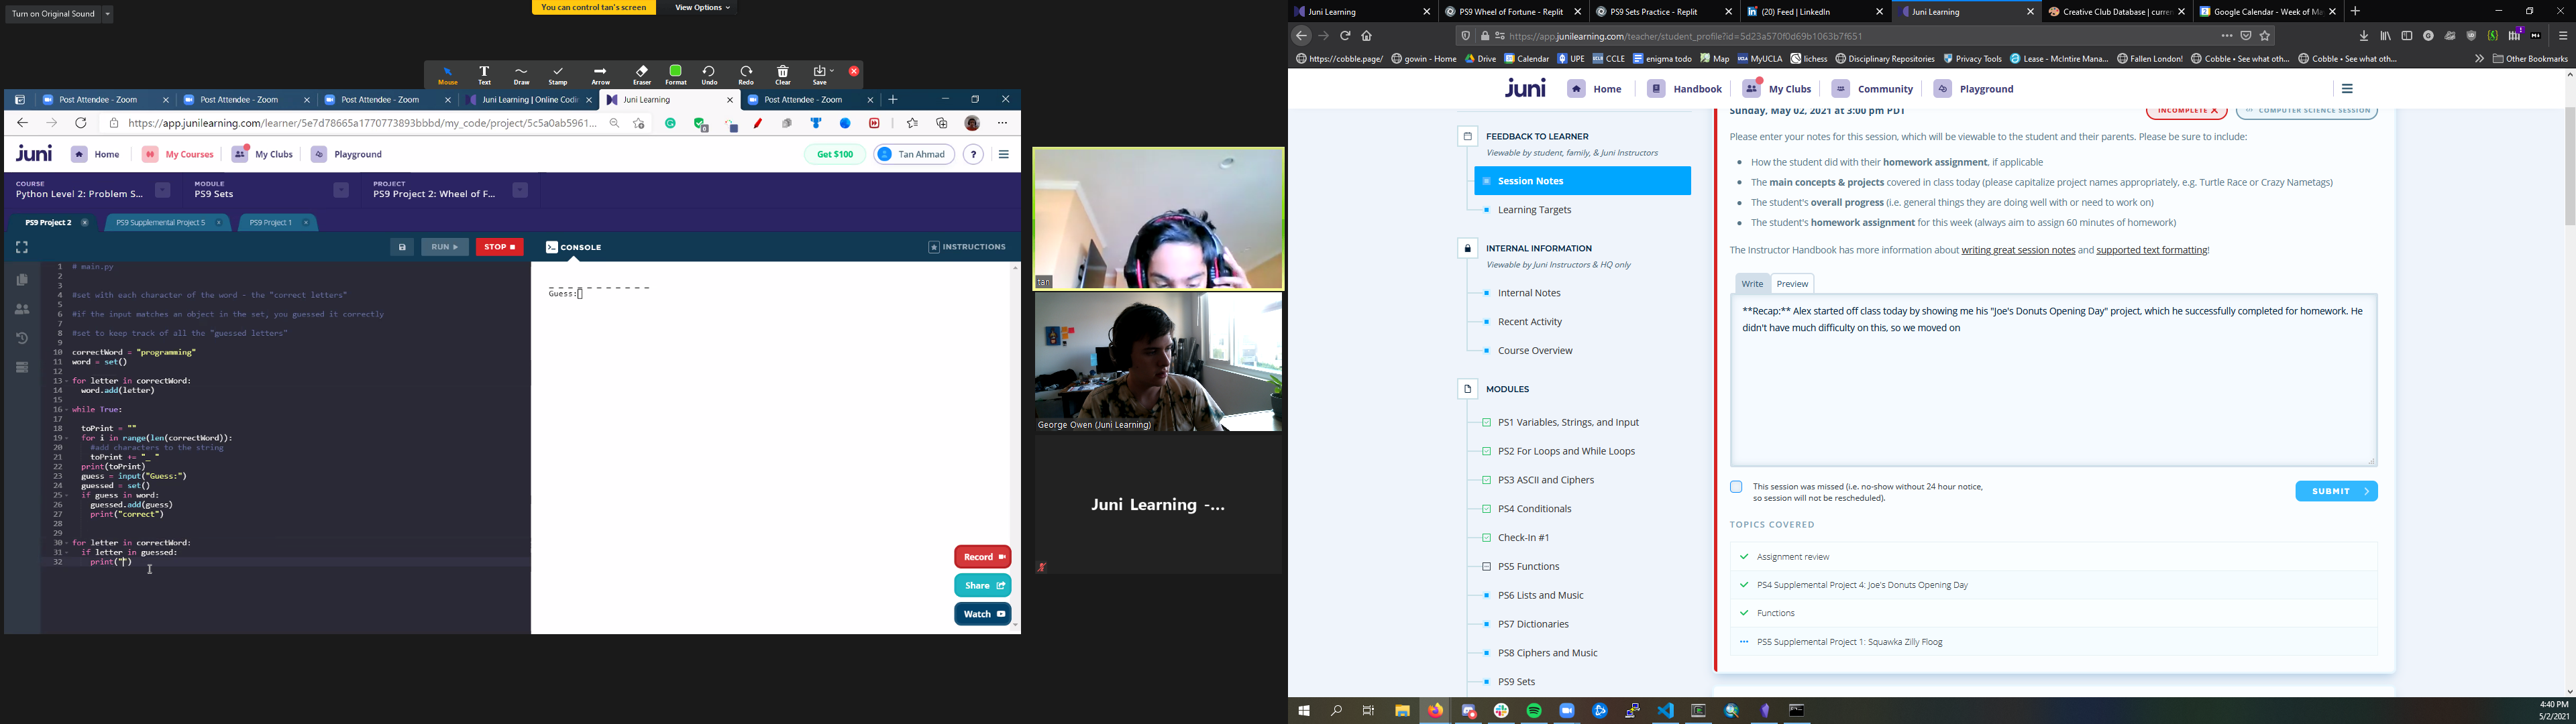 Turn on Original Sound
You can control tan's screen
View Options
Mouse
Text
Draw
Stamp
Arrow
Eraser
Format
Undo
Redo
Clear
Save
Post Attendee - Zoom
Post Attendee - Zoom
Post Attendee - Zoom
Juni Learning | Online Codin
Juni Learning
Post Attendee - Zoom
https://app.junilearning.com/learner/5e7d78665a1770773893bbbd/my_code/project/5c5a0ab5961...
juni
Home
My Courses
My Clubs
Playground
Get $100
Tan Ahmad
?
COURSE
Python Level 2: Problem S...
MODULE
PS9 Sets
PROJECT
PS9 Project 2: Wheel of F...
PS9 Project 2
PS9 Supplemental Project 5
PS9 Project 1
RUN
STOP
CONSOLE
INSTRUCTIONS
1 # main.py
2
3
4 #set with each character of the word - the "correct letters"
5
6 #if the input matches an object in the set, you guessed it correctly
7
8 #set to keep track of all the "guessed letters"
9
10 correctWord = "programming"
11 word = set()
12
13 for letter in correctWord:
14 word.add(letter)
15
16 while True:
17
18 toPrint = ""
19 for i in range(len(correctWord)):
20 #add characters to the string
21 toPrint += "_ "
22 print(toPrint)
23 guess = input("Guess:")
24 guessed = set()
25 if guess in word:
26 guessed.add(guess)
27 print("correct")
28
29
30 for letter in correctWord:
31 if letter in guessed:
32 print("")
_ _ _ _ _ _ _ _ _ _ _
Guess:
Record
Share
Watch
tan
George Owen (Juni Learning)
Juni Learning -...
Juni Learning
PS9 Wheel of Fortune - Replit
PS9 Sets Practice - Replit
(20) Feed | LinkedIn
Juni Learning
Creative Club Database | curren
Google Calendar - Week of Ma
https://app.junilearning.com/teacher/student_profile?id=5d23a570f0d69b1063b7f651
https://cobble.page/
gowin - Home
Drive
Calendar
UPE
CCLE
enigma todo
Map
MyUCLA
lichess
Disciplinary Repositories
Privacy Tools
Lease - McIntire Mana...
Fallen London!
Cobble • See what oth...
Cobble • See what oth...
Other Bookmarks
juni
Home
Handbook
My Clubs
Community
Playground
FEEDBACK TO LEARNER
Viewable by student, family, & Juni Instructors
Session Notes
Learning Targets
INTERNAL INFORMATION
Viewable by Juni Instructors & HQ only
Internal Notes
Recent Activity
Course Overview
MODULES
PS1 Variables, Strings, and Input
PS2 For Loops and While Loops
PS3 ASCII and Ciphers
PS4 Conditionals
Check-In #1
PS5 Functions
PS6 Lists and Music
PS7 Dictionaries
PS8 Ciphers and Music
PS9 Sets
Sunday, May 02, 2021 at 3:00 pm PDT
INCOMPLETE
COMPUTER SCIENCE SESSION
Please enter your notes for this session, which will be viewable to the student and their parents. Please be sure to include:
How the student did with their homework assignment, if applicable
The main concepts & projects covered in class today (please capitalize project names appropriately, e.g. Turtle Race or Crazy Nametags)
The student's overall progress (i.e. general things they are doing well with or need to work on)
The student's homework assignment for this week (always aim to assign 60 minutes of homework)
The Instructor Handbook has more information about writing great session notes and supported text formatting!
Write
Preview
**Recap:** Alex started off class today by showing me his "Joe's Donuts Opening Day" project, which he successfully completed for homework. He
didn't have much difficulty on this, so we moved on
This session was missed (i.e. no-show without 24 hour notice,
so session will not be rescheduled).
SUBMIT
TOPICS COVERED
Assignment review
PS4 Supplemental Project 4: Joe's Donuts Opening Day
Functions
PS5 Supplemental Project 1: Squawka Zilly Floog
4:40 PM
5/2/2021